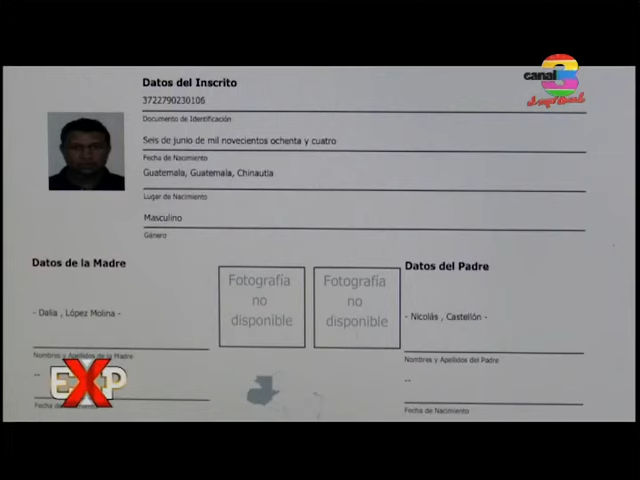 canal 3
Datos del Inscrito
3722790230106
Documento de Identificación
Seis de junio de mil novecientos ochenta y cuatro
Fecha de Nacimiento
Guatemala, Guatemala, Chinautla
Lugar de Nacimiento
Masculino
Género
Datos de la Madre
Datos del Padre
Fotografía
no
disponible
Fotografía
no
disponible
- Dalia , López Molina -
- Nicolás , Castellón -
Nombres y Apellidos de la Madre
Nombres y Apellidos del Padre
--
--
EXP
Fecha de Nacimiento
Fecha de Nacimiento